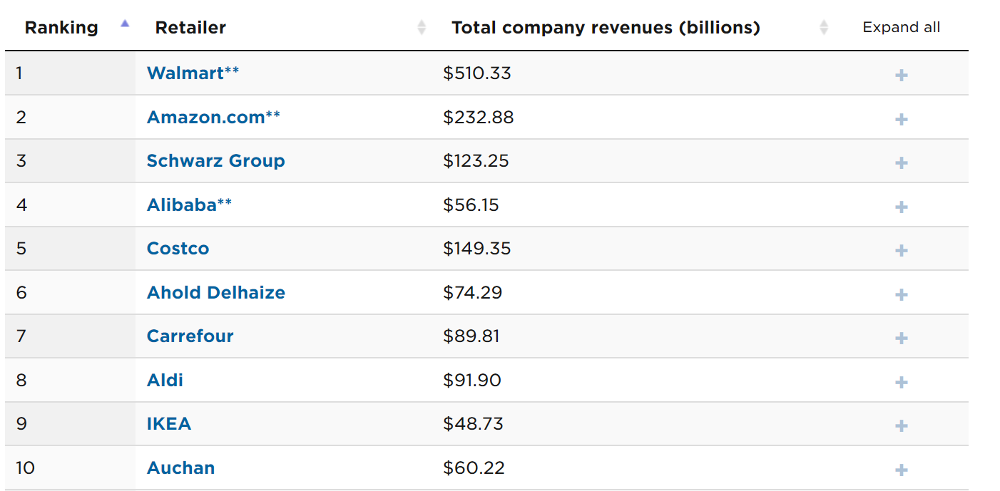 Ranking Retailer Total company revenues (billions) Expand all
1 Walmart** $510.33 +
2 Amazon.com** $232.88 +
3 Schwarz Group $123.25 +
4 Alibaba** $56.15 +
5 Costco $149.35 +
6 Ahold Delhaize $74.29 +
7 Carrefour $89.81 +
8 Aldi $91.90 +
9 IKEA $48.73 +
10 Auchan $60.22 +